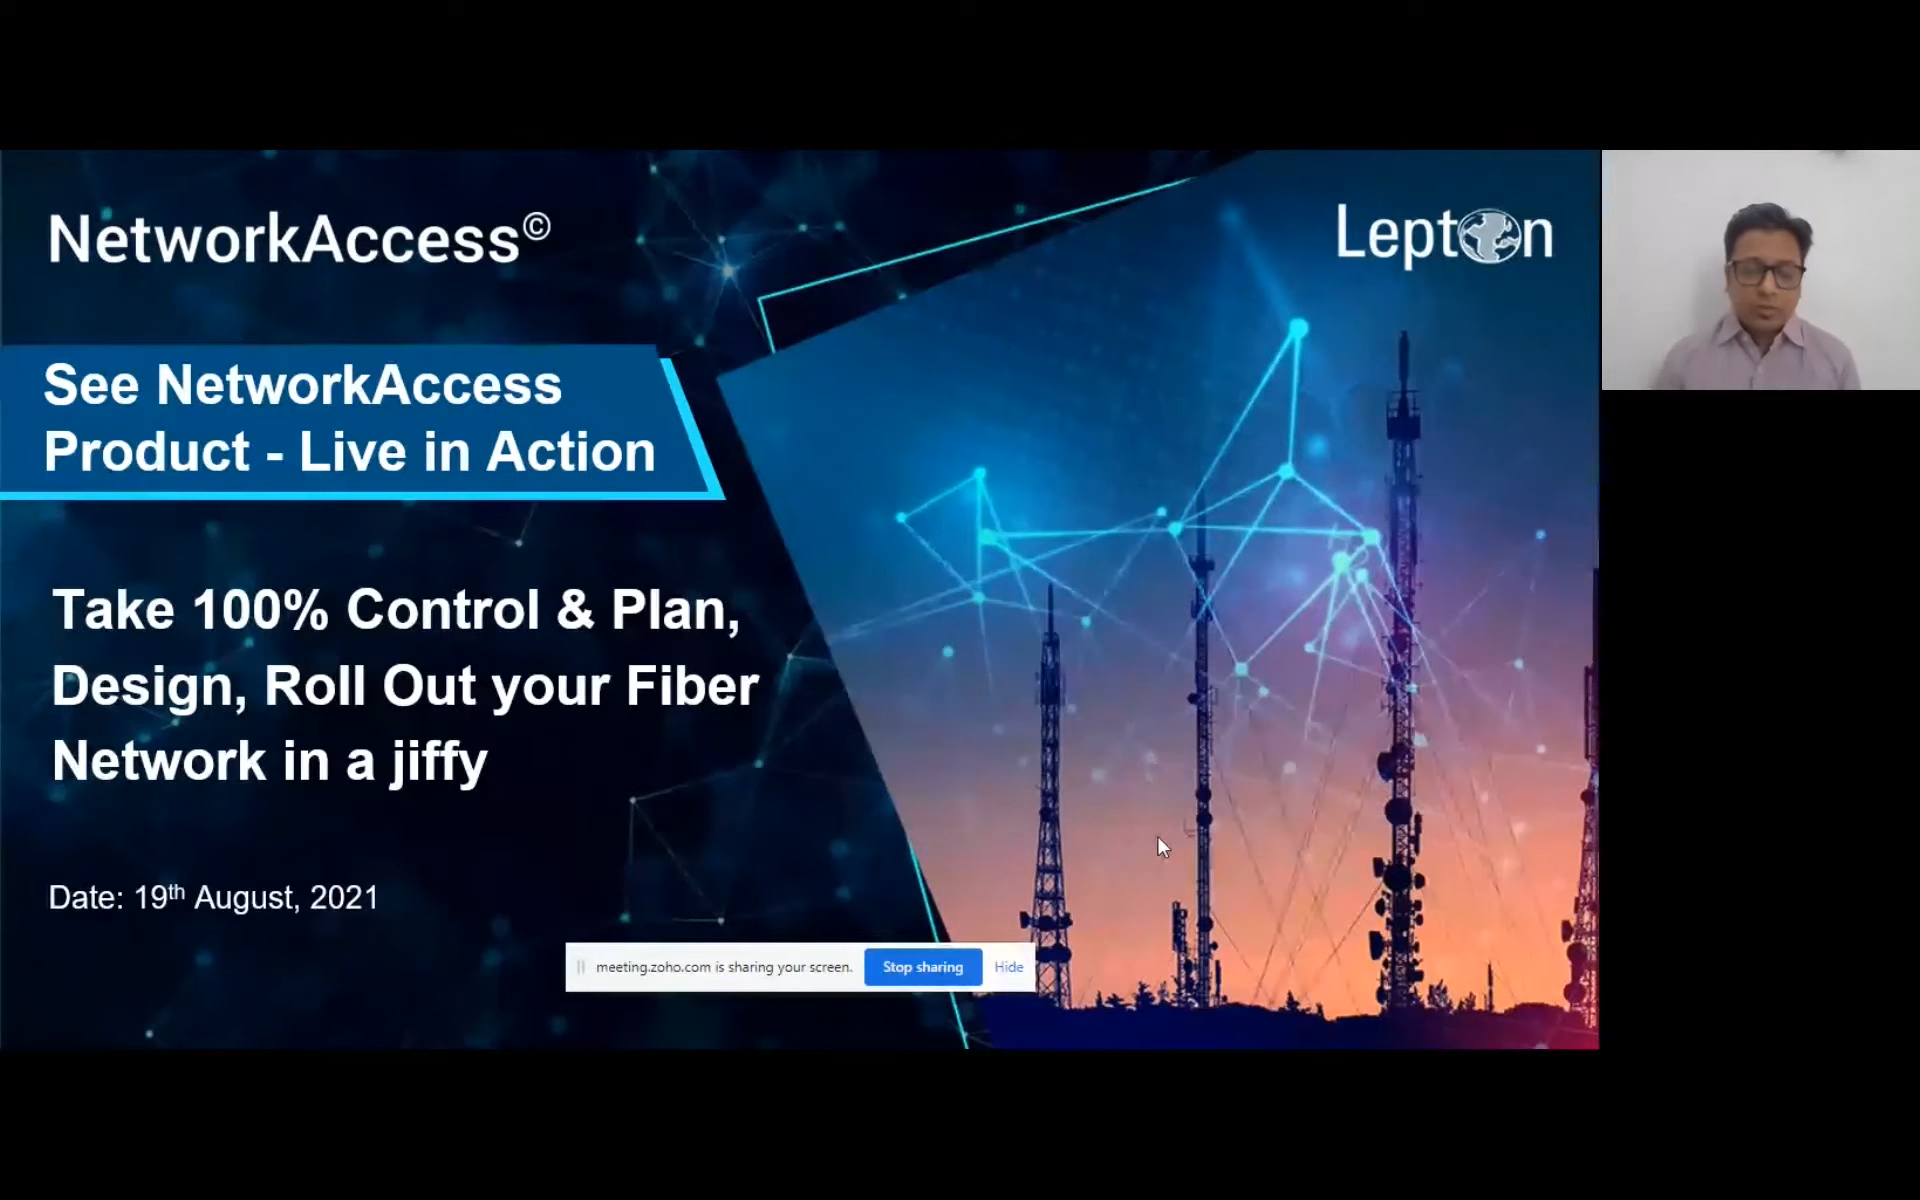 NetworkAccess©
Lepton
See NetworkAccess
Product - Live in Action
Take 100% Control & Plan,
Design, Roll Out your Fiber
Network in a jiffy
Date: 19th August, 2021
meeting.zoho.com is sharing your screen. Stop sharing Hide